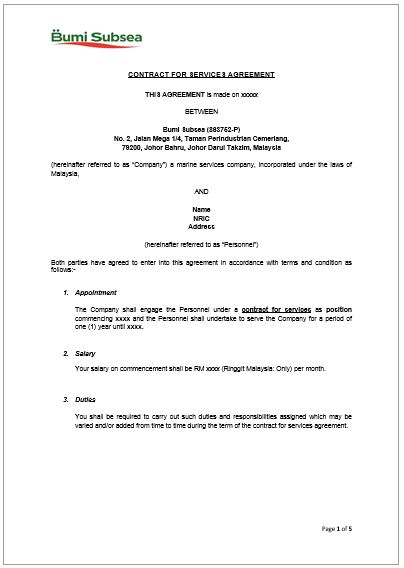 Bumi Subsea
CONTRACT FOR SERVICES AGREEMENT
THIS AGREEMENT is made on xxxxx
BETWEEN
Bumi Subsea (863752-P)
No. 2, Jalan Mega 1/4, Taman Perindustrian Cemerlang,
79200, Johor Bahru, Johor Darul Takzim, Malaysia
(hereinafter referred to as “Company”) a marine services company, incorporated under the laws of
Malaysia,
AND
Name
NRIC
Address
(hereinafter referred to as “Personnel”)
Both parties have agreed to enter into this agreement in accordance with terms and condition as
follows:-
1. Appointment
The Company shall engage the Personnel under a contract for services as position
commencing xxxx and the Personnel shall undertake to serve the Company for a period of
one (1) year until xxxx.
2. Salary
Your salary on commencement shall be RM xxxx (Ringgit Malaysia: Only) per month.
3. Duties
You shall be required to carry out such duties and responsibilities assigned which may be
varied and/or added from time to time during the term of the contract for services agreement.
Page 1 of 5